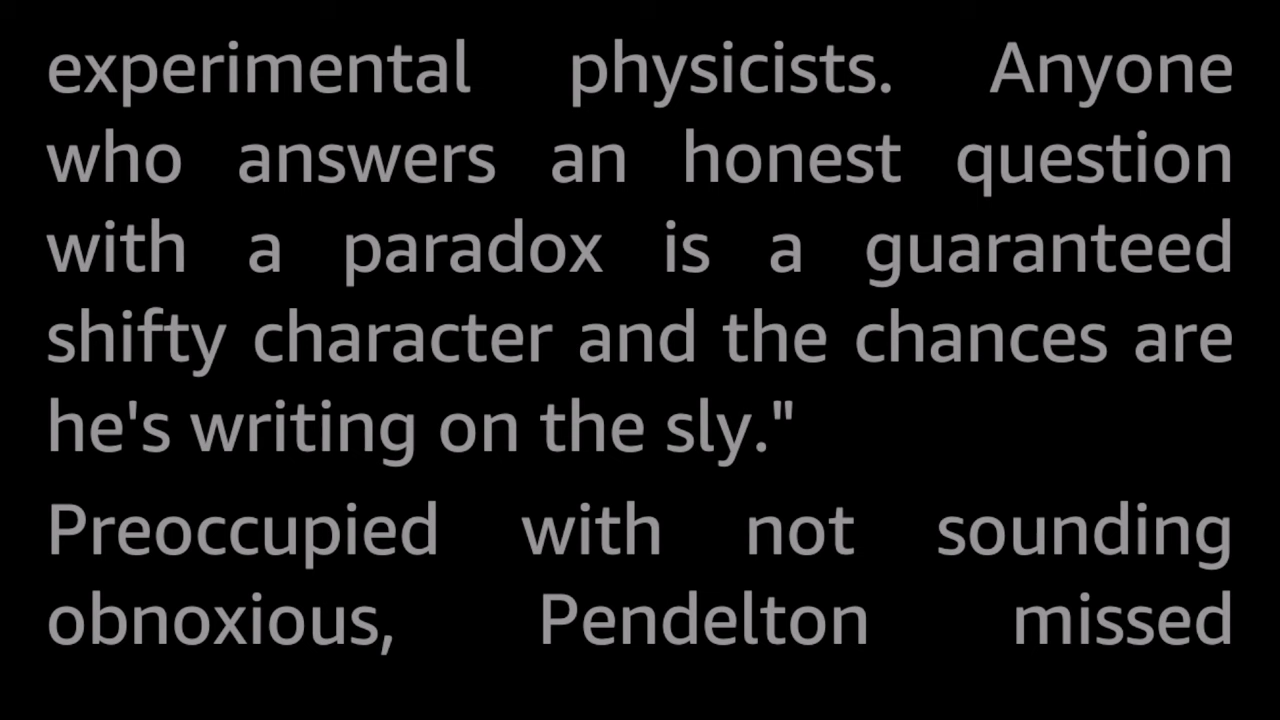 experimental physicists. Anyone
who answers an honest question
with a paradox is a guaranteed
shifty character and the chances are
he's writing on the sly."
Preoccupied with not sounding
obnoxious, Pendelton missed